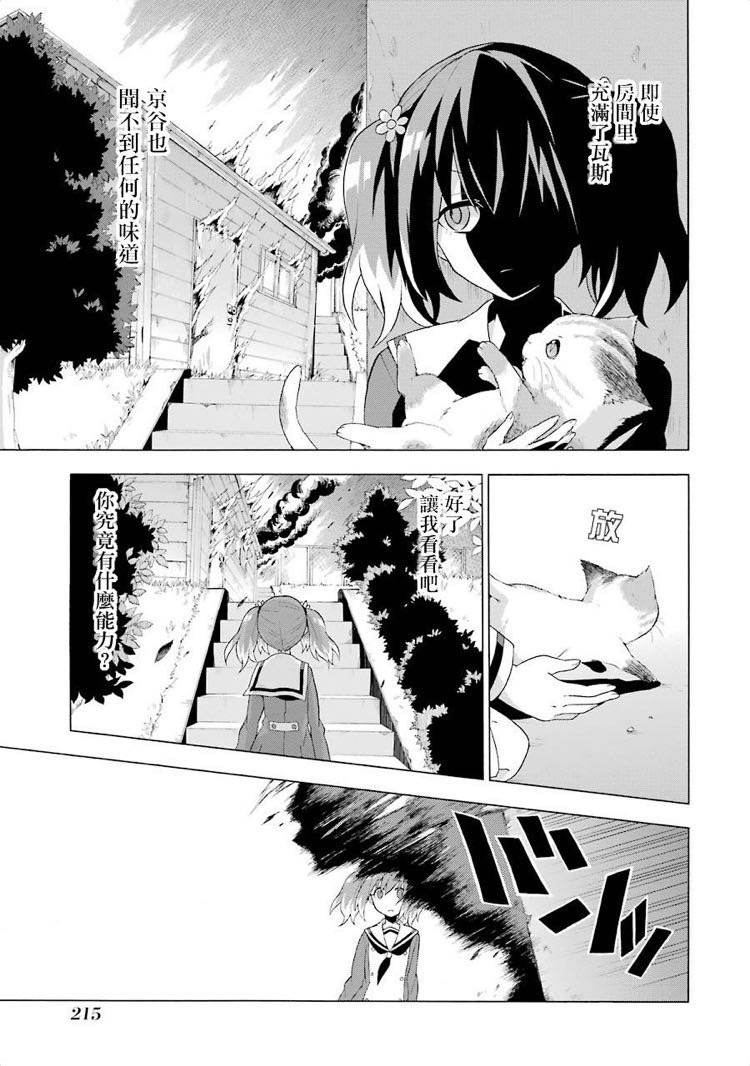 即使
房間里
充滿了瓦斯
京谷也
聞不到任何的味道
放
好了
讓我看看吧
你究竟有什麼能力？
バンッ
215